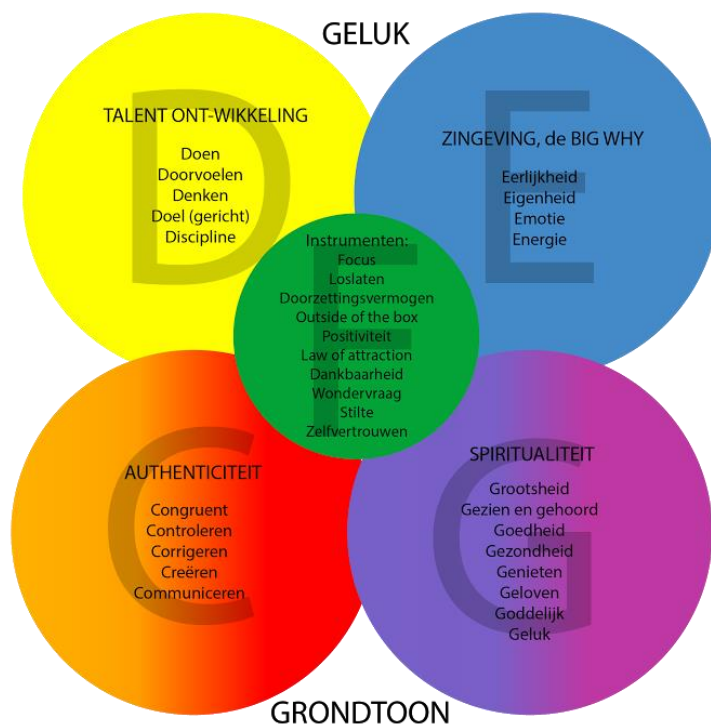 GELUK
D
TALENT ONT-WIKKELING
Doen
Doorvoelen
Denken
Doel (gericht)
Discipline
E
ZINGEVING, de BIG WHY
Eerlijkheid
Eigenheid
Emotie
Energie
F
Instrumenten:
Focus
Loslaten
Doorzettingsvermogen
Outside of the box
Positiviteit
Law of attraction
Dankbaarheid
Wondervraag
Stilte
Zelfvertrouwen
C
AUTHENTICITEIT
Congruent
Controleren
Corrigeren
Creëren
Communiceren
G
SPIRITUALITEIT
Grootsheid
Gezien en gehoord
Goedheid
Gezondheid
Genieten
Geloven
Goddelijk
Geluk
GRONDTOON